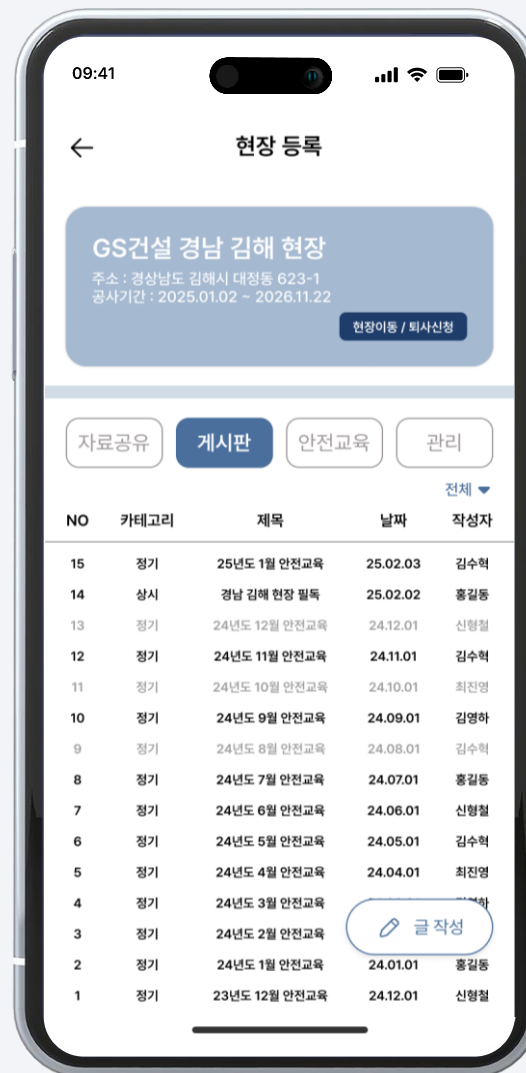 09:41
현장 등록
GS건설 경남 김해 현장
주소 : 경상남도 김해시 대정동 623-1
공사기간 : 2025.01.02 ~ 2026.11.22
현장이동 / 퇴사신청
자료공유 게시판 안전교육 관리
전체
NO 카테고리 제목 날짜 작성자
15 정기 25년도 1월 안전교육 25.02.03 김수혁
14 상시 경남 김해 현장 필독 25.02.02 홍길동
13 정기 24년도 12월 안전교육 24.12.01 신형철
12 정기 24년도 11월 안전교육 24.11.01 김수혁
11 정기 24년도 10월 안전교육 24.10.01 최진영
10 정기 24년도 9월 안전교육 24.09.01 김영하
9 정기 24년도 8월 안전교육 24.08.01 김수혁
8 정기 24년도 7월 안전교육 24.07.01 홍길동
7 정기 24년도 6월 안전교육 24.06.01 신형철
6 정기 24년도 5월 안전교육 24.05.01 김수혁
5 정기 24년도 4월 안전교육 24.04.01 최진영
4 정기 24년도 3월 안전교육
3 정기 24년도 2월 안전교육
글 작성
2 정기 24년도 1월 안전교육 24.01.01 홍길동
1 정기 23년도 12월 안전교육 24.12.01 신형철